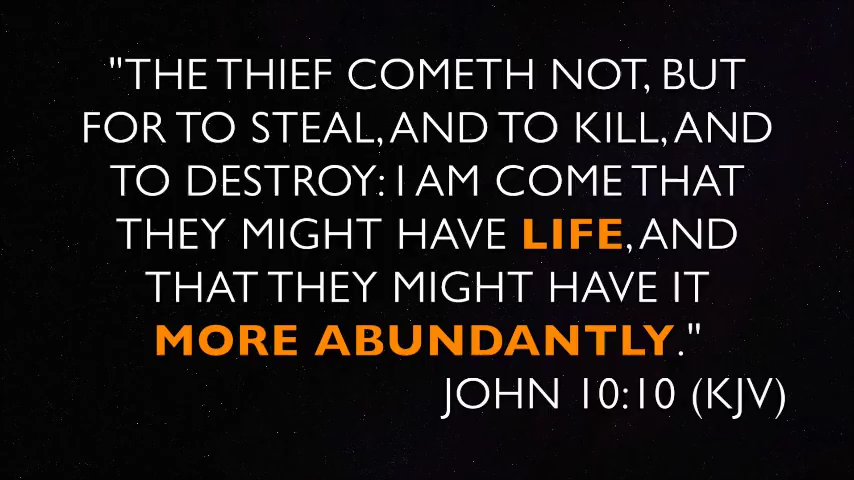 "THE THIEF COMETH NOT, BUT
FOR TO STEAL, AND TO KILL, AND
TO DESTROY: I AM COME THAT
THEY MIGHT HAVE LIFE, AND
THAT THEY MIGHT HAVE IT
MORE ABUNDANTLY."
JOHN 10:10 (KJV)